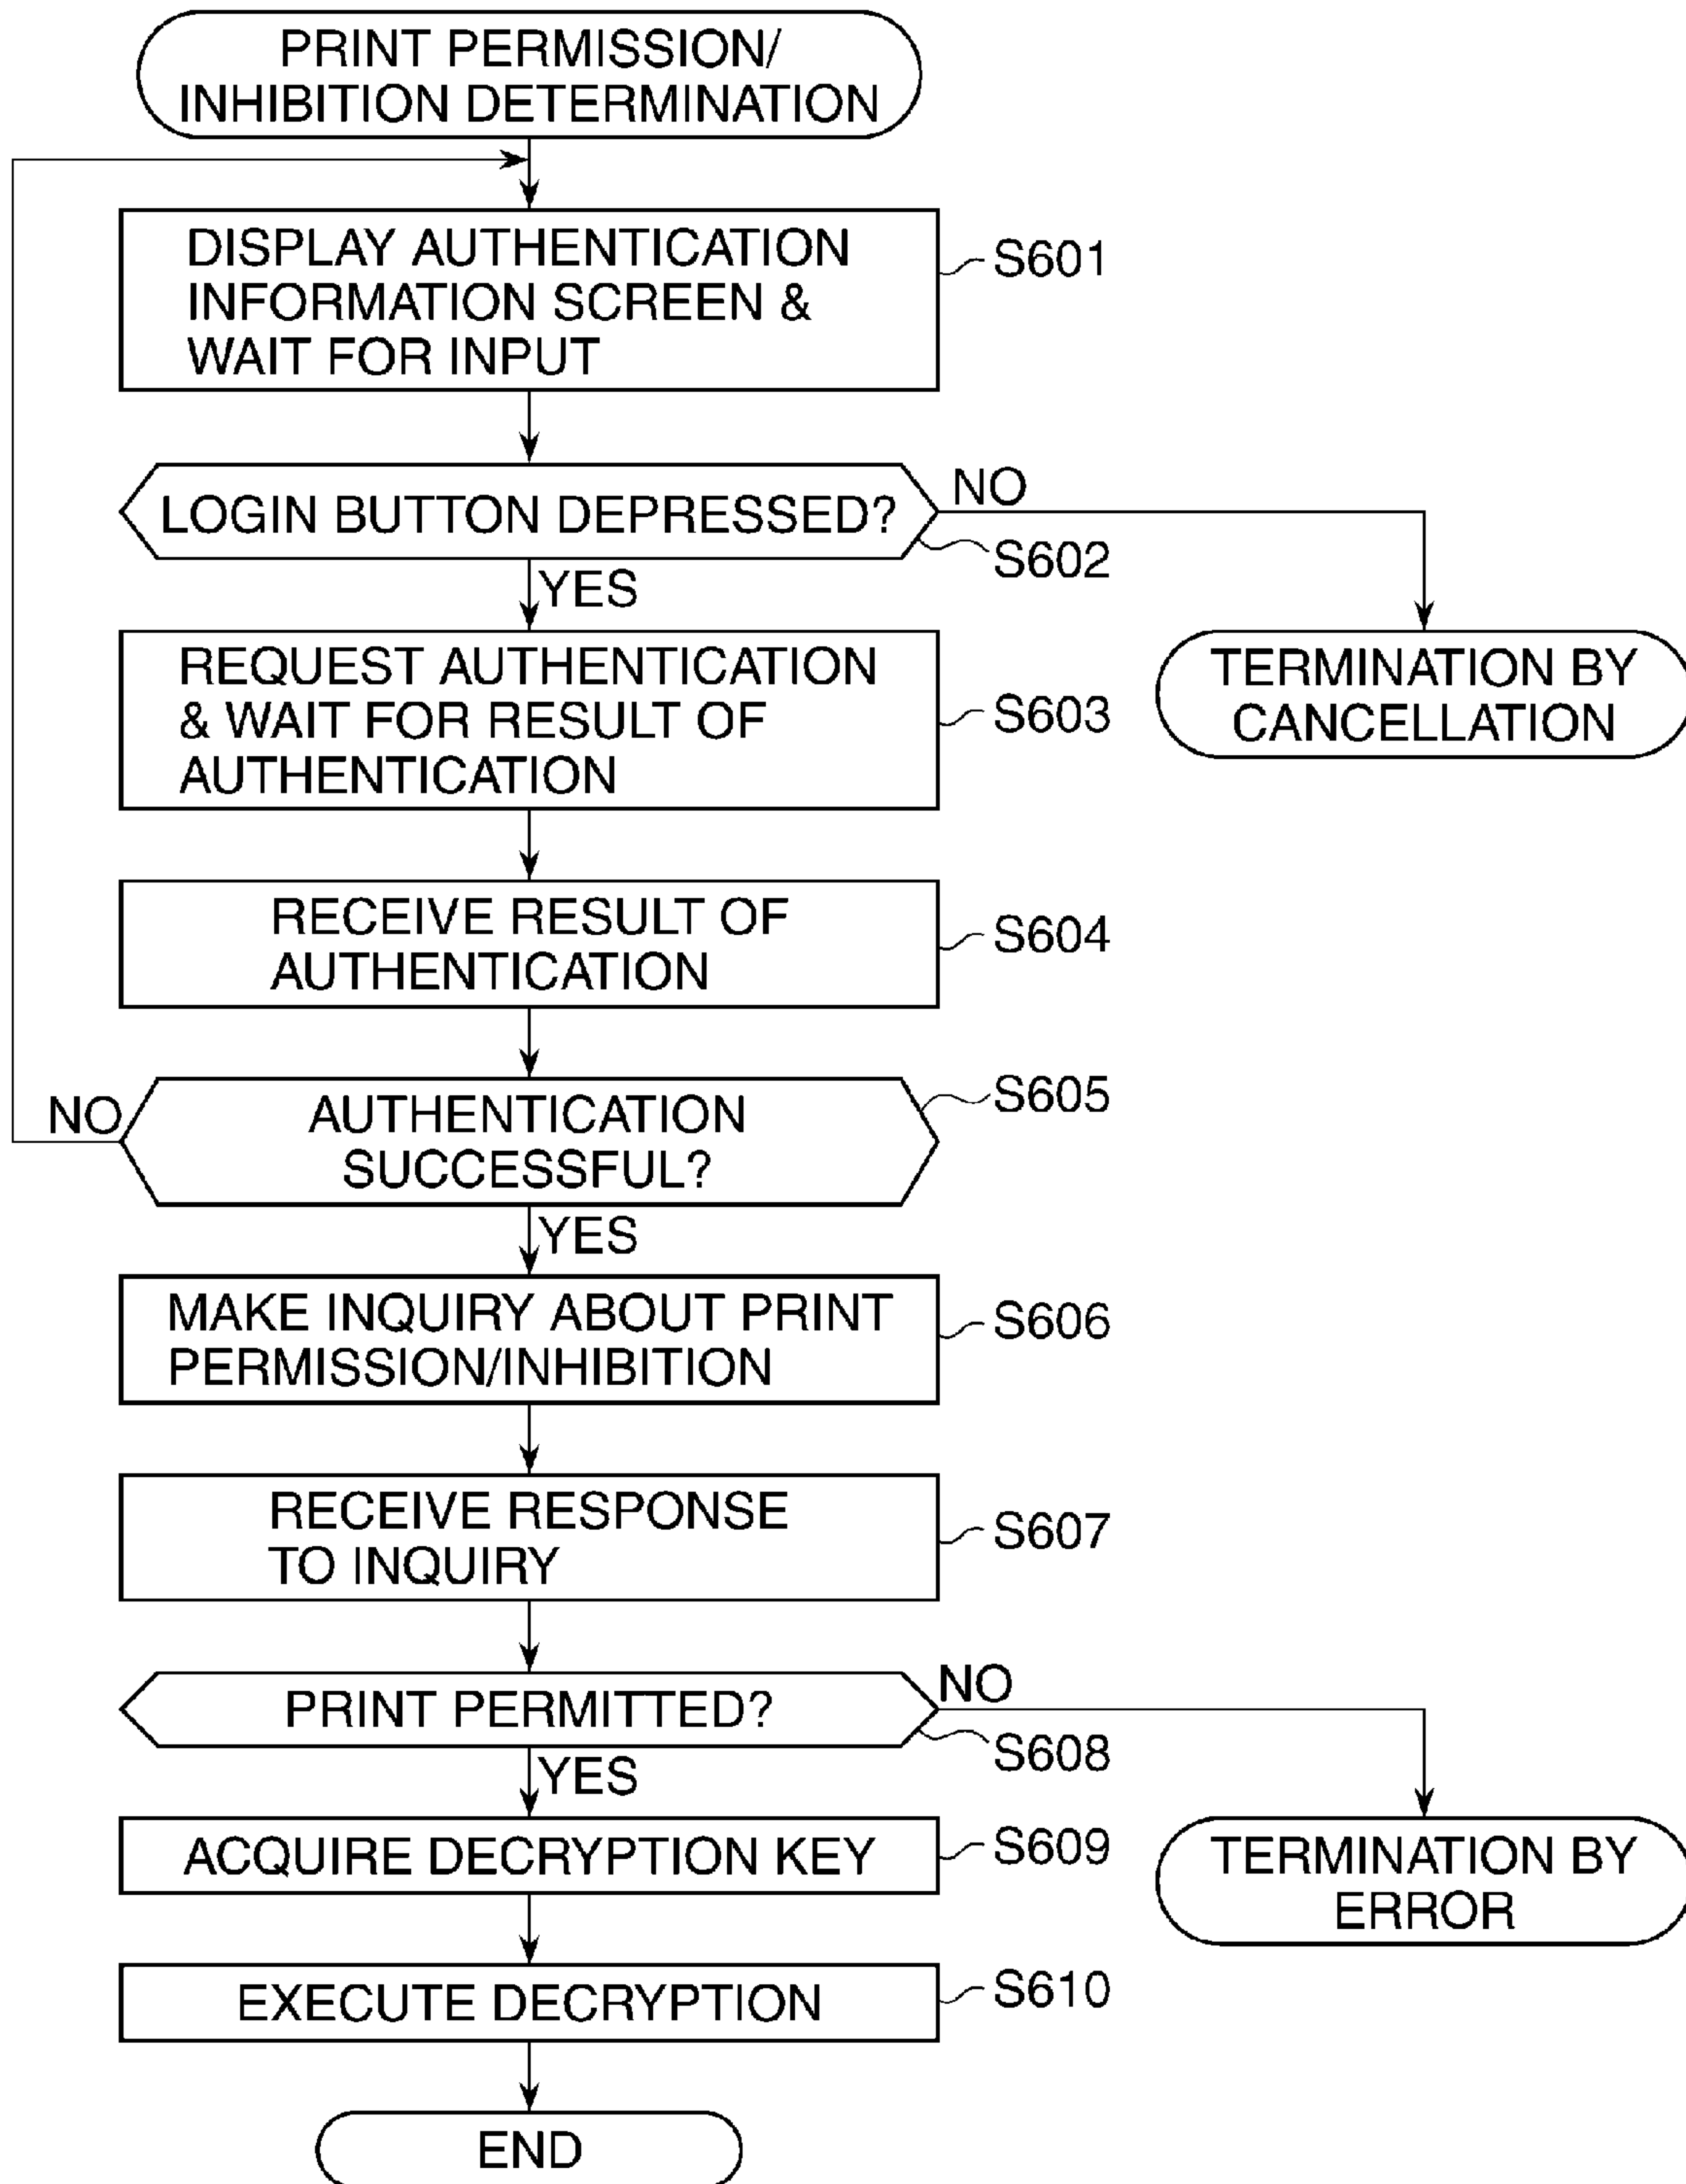 PRINT PERMISSION/
INHIBITION DETERMINATION
DISPLAY AUTHENTICATION
INFORMATION SCREEN &
WAIT FOR INPUT
S601
LOGIN BUTTON DEPRESSED?
NO
S602
YES
REQUEST AUTHENTICATION
& WAIT FOR RESULT OF
AUTHENTICATION
S603
TERMINATION BY
CANCELLATION
RECEIVE RESULT OF
AUTHENTICATION
S604
NO
AUTHENTICATION
SUCCESSFUL?
S605
YES
MAKE INQUIRY ABOUT PRINT
PERMISSION/INHIBITION
S606
RECEIVE RESPONSE
TO INQUIRY
S607
PRINT PERMITTED?
NO
S608
YES
ACQUIRE DECRYPTION KEY
S609
TERMINATION BY
ERROR
EXECUTE DECRYPTION
S610
END